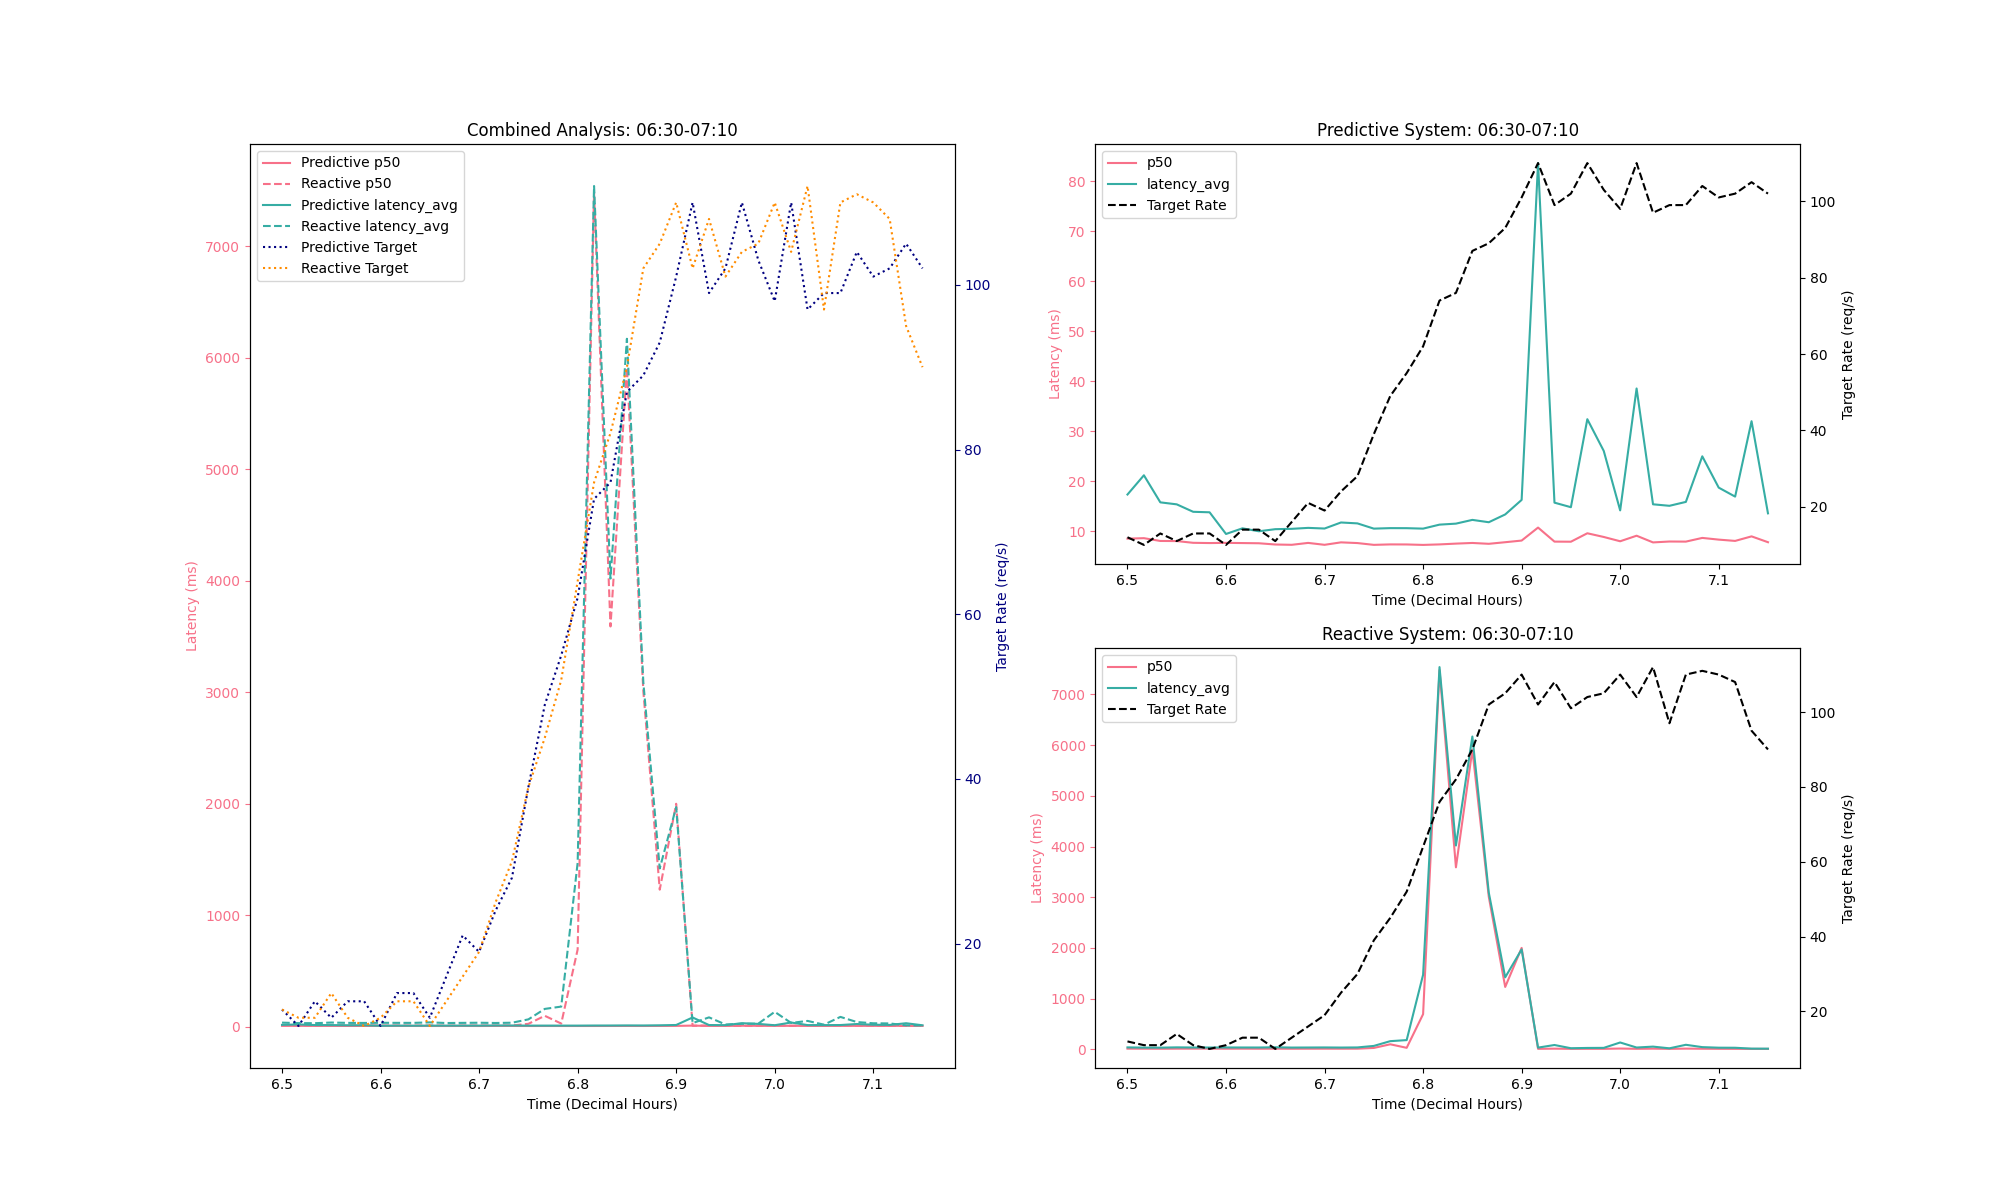 Combined Analysis: 06:30-07:10
Predictive p50
Reactive p50
Predictive latency_avg
Reactive latency_avg
Predictive Target
Reactive Target
7000
6000
5000
4000
3000
2000
1000
0
Latency (ms)
100
80
60
40
20
Target Rate (req/s)
6.5 6.6 6.7 6.8 6.9 7.0 7.1
Time (Decimal Hours)
Predictive System: 06:30-07:10
p50
latency_avg
Target Rate
80
70
60
50
40
30
20
10
Latency (ms)
100
80
60
40
20
Target Rate (req/s)
6.5 6.6 6.7 6.8 6.9 7.0 7.1
Time (Decimal Hours)
Reactive System: 06:30-07:10
p50
latency_avg
Target Rate
7000
6000
5000
4000
3000
2000
1000
0
Latency (ms)
100
80
60
40
20
Target Rate (req/s)
6.5 6.6 6.7 6.8 6.9 7.0 7.1
Time (Decimal Hours)